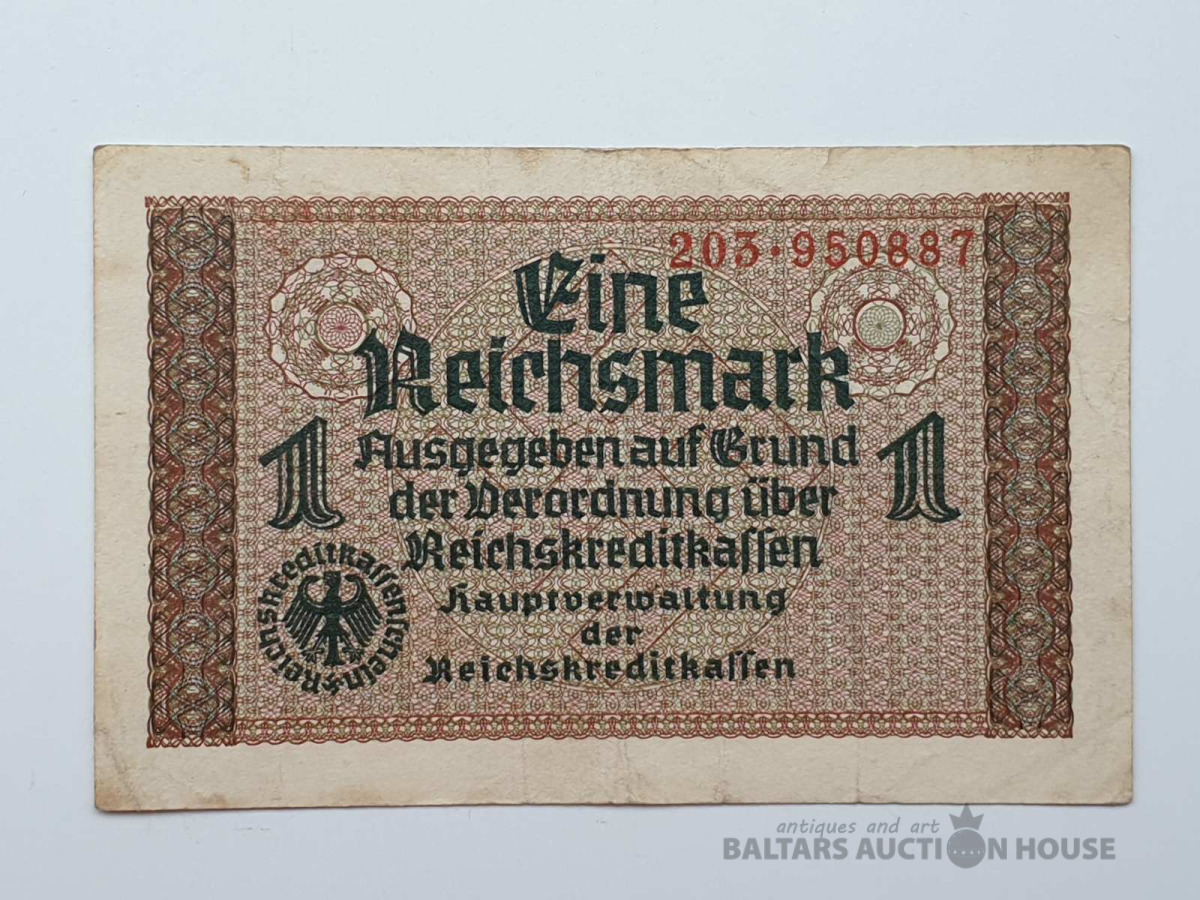 203·950887
Eine
Reichsmark
1 Ausgegeben auf Grund 1
der Verordnung über
Reichskreditkaſſen
Hauptverwaltung
der
Reichskreditkaſſen
Reichskreditkaſſenſchein
antiques and art
BALTARS AUCTION HOUSE